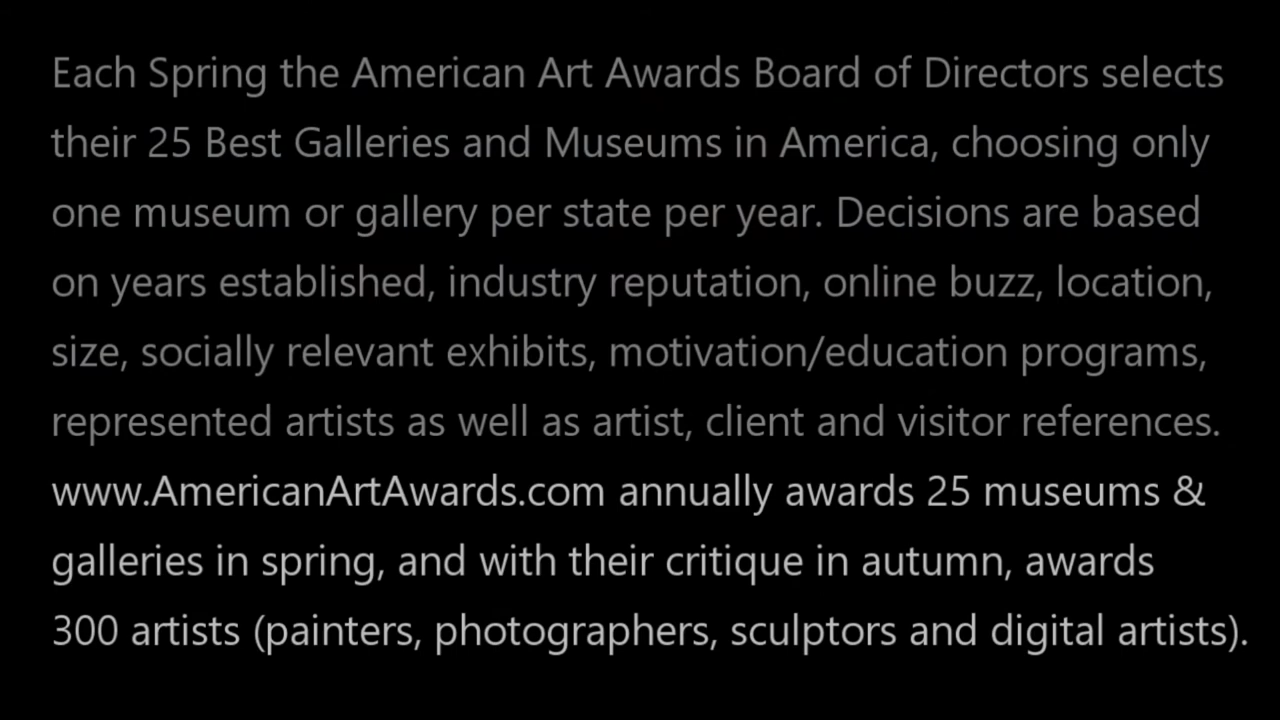 Each Spring the American Art Awards Board of Directors selects
their 25 Best Galleries and Museums in America, choosing only
one museum or gallery per state per year. Decisions are based
on years established, industry reputation, online buzz, location,
size, socially relevant exhibits, motivation/education programs,
represented artists as well as artist, client and visitor references.
www.AmericanArtAwards.com annually awards 25 museums &
galleries in spring, and with their critique in autumn, awards
300 artists (painters, photographers, sculptors and digital artists).